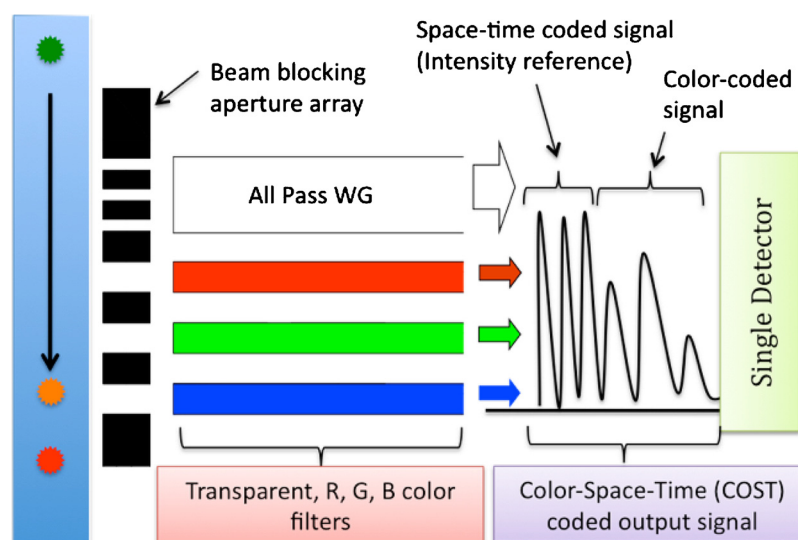 Space-time coded signal
(Intensity reference)
Beam blocking
aperture array
Color-coded
signal
All Pass WG
Single Detector
Transparent, R, G, B color
filters
Color-Space-Time (COST)
coded output signal